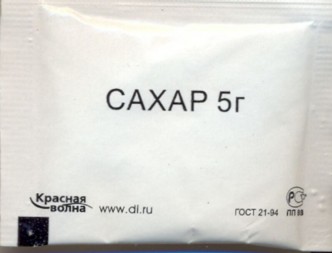 САХАР 5г
Красная
волна
www.dl.ru
ГОСТ 21-94